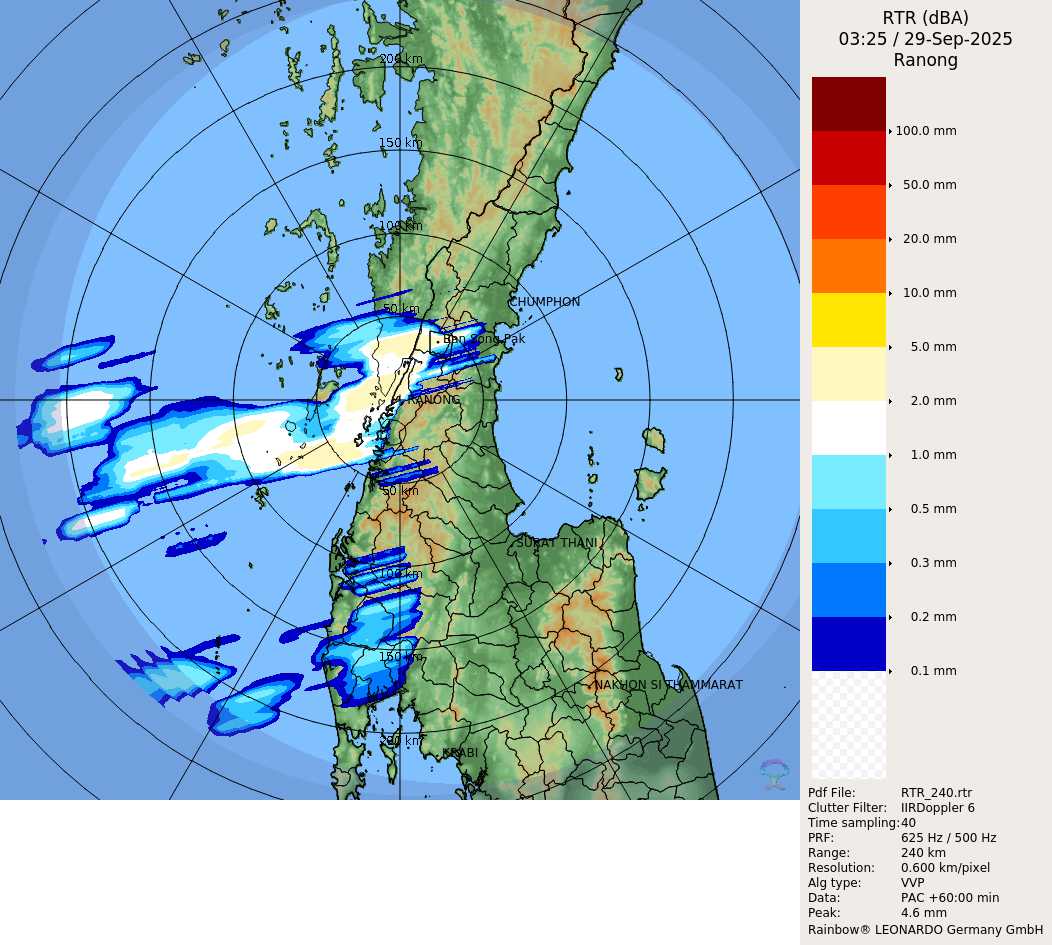 RTR (dBA)
03:25 / 29-Sep-2025
Ranong
200 km
150 km
100 km
50 km
CHUMPHON
Ban Song Pak
RANONG
50 km
SURAT THANI
100 km
150 km
NAKHON SI THAMMARAT
200 km
KRABI
100.0 mm
50.0 mm
20.0 mm
10.0 mm
5.0 mm
2.0 mm
1.0 mm
0.5 mm
0.3 mm
0.2 mm
0.1 mm
Pdf File: RTR_240.rtr
Clutter Filter: IIRDoppler 6
Time sampling: 40
PRF: 625 Hz / 500 Hz
Range: 240 km
Resolution: 0.600 km/pixel
Alg type: VVP
Data: PAC +60:00 min
Peak: 4.6 mm
Rainbow® LEONARDO Germany GmbH